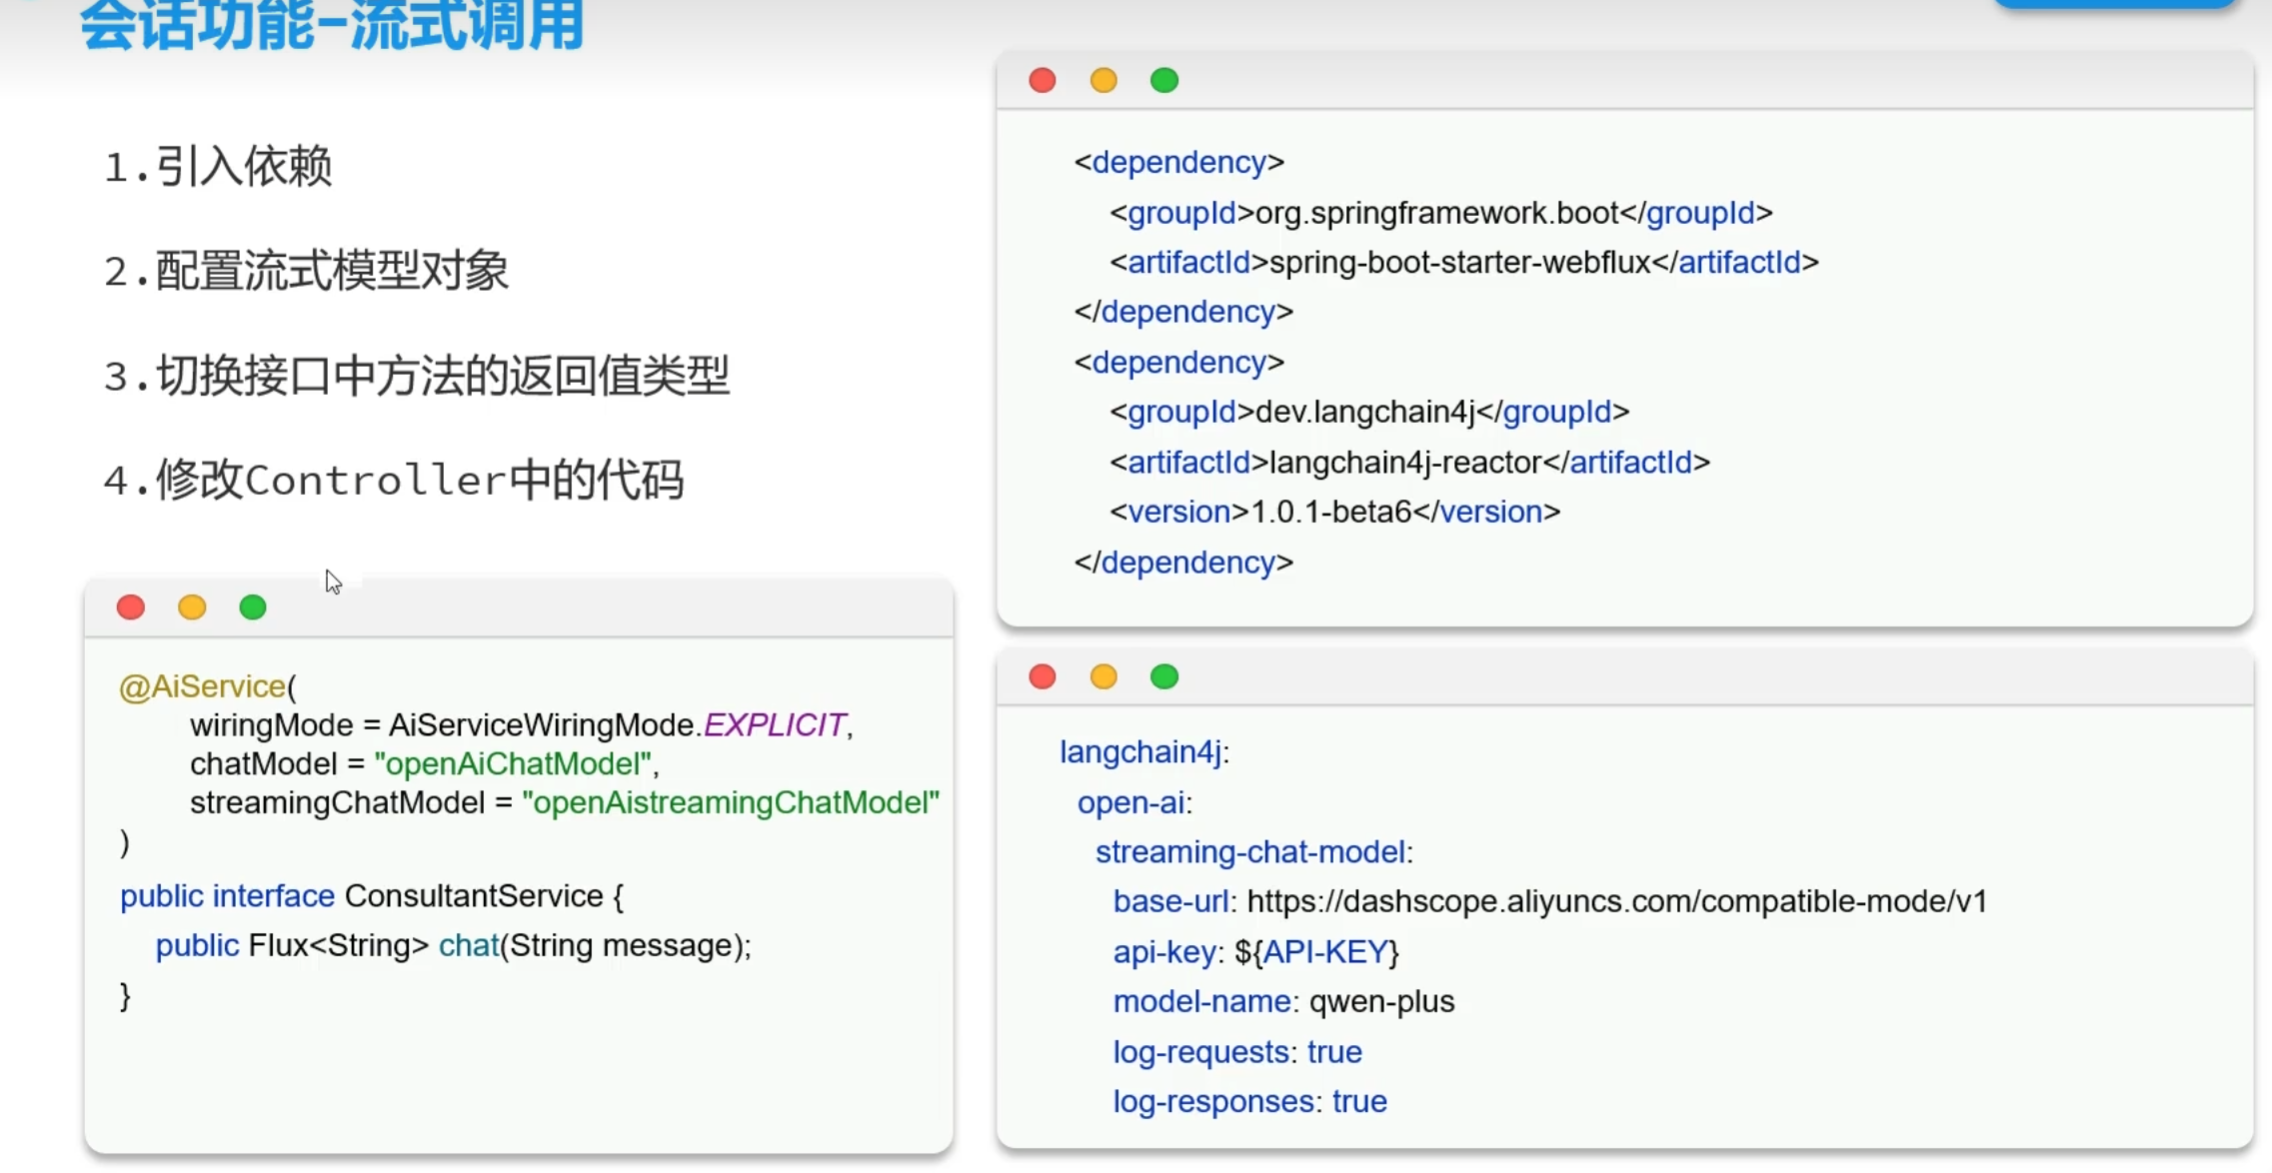 会话功能-流式调用
1.引入依赖
2.配置流式模型对象
3.切换接口中方法的返回值类型
4.修改Controller中的代码
@AiService(
wiringMode = AiServiceWiringMode.EXPLICIT,
chatModel = "openAiChatModel",
streamingChatModel = "openAistreamingChatModel"
)
public interface ConsultantService {
public Flux<String> chat(String message);
}
<dependency>
<groupId>org.springframework.boot</groupId>
<artifactId>spring-boot-starter-webflux</artifactId>
</dependency>
<dependency>
<groupId>dev.langchain4j</groupId>
<artifactId>langchain4j-reactor</artifactId>
<version>1.0.1-beta6</version>
</dependency>
langchain4j:
open-ai:
streaming-chat-model:
base-url: https://dashscope.aliyuncs.com/compatible-mode/v1
api-key: ${API-KEY}
model-name: qwen-plus
log-requests: true
log-responses: true